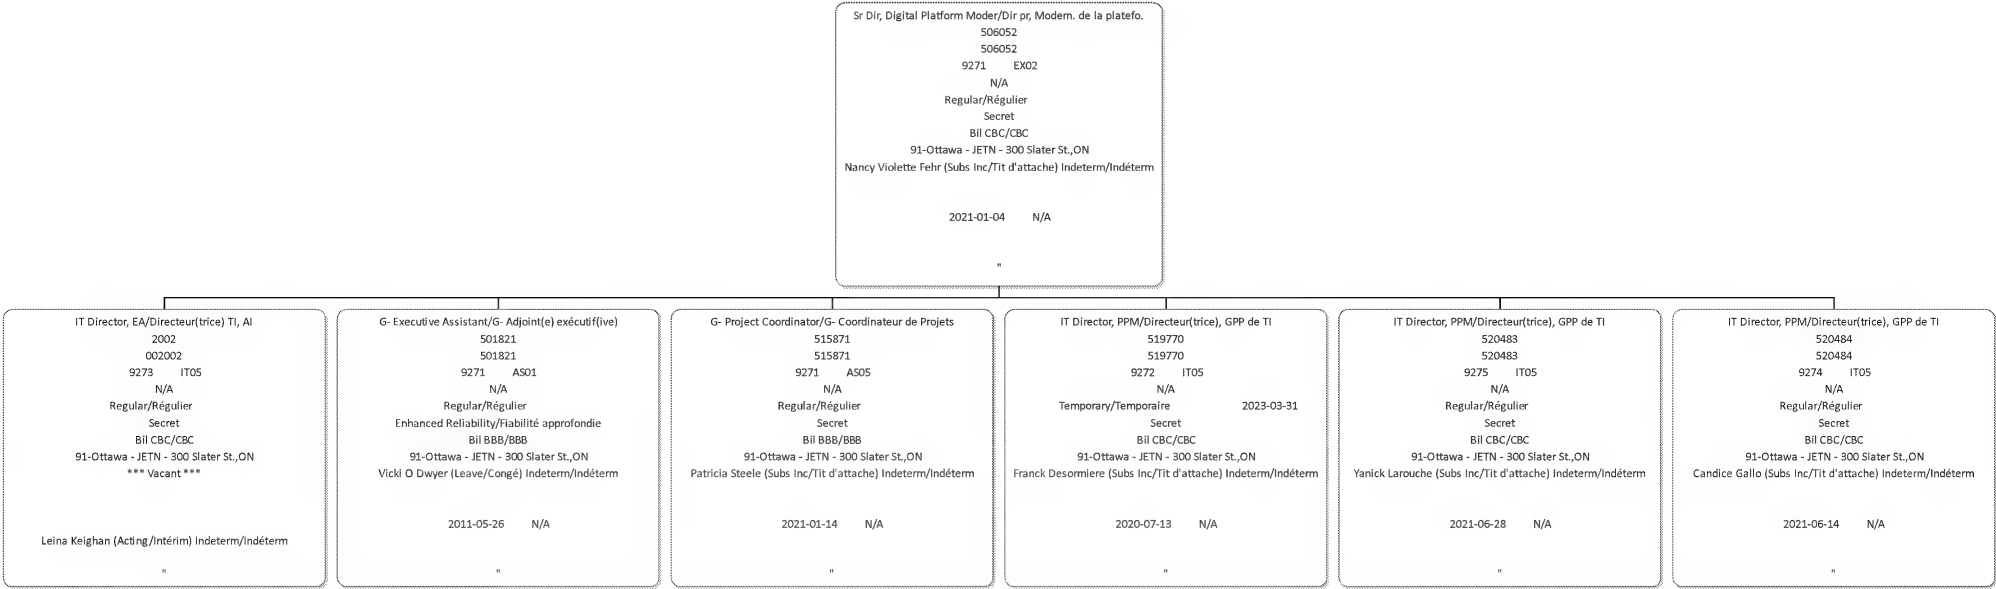 Sr Dir, Digital Platform Moder/Dir pr, Modern. de la platefo.
506052
506052
9271 EX02
N/A
Regular/Régulier
Secret
Bil CBC/CBC
91-Ottawa - JETN - 300 Slater St.,ON
Nancy Violette Fehr (Subs Inc/Tit d'attache) Indeterm/Indéterm
2021-01-04 N/A
"
IT Director, EA/Directeur(trice) TI, AI
2002
002002
9273 IT05
N/A
Regular/Régulier
Secret
Bil CBC/CBC
91-Ottawa - JETN - 300 Slater St.,ON
*** Vacant ***
Leina Keighan (Acting/Intérim) Indeterm/Indéterm
"
G- Executive Assistant/G- Adjoint(e) exécutif(ive)
501821
501821
9271 AS01
N/A
Regular/Régulier
Enhanced Reliability/Fiabilité approfondie
Bil BBB/BBB
91-Ottawa - JETN - 300 Slater St.,ON
Vicki O Dwyer (Leave/Congé) Indeterm/Indéterm
2011-05-26 N/A
"
G- Project Coordinator/G- Coordinateur de Projets
515871
515871
9271 AS05
N/A
Regular/Régulier
Secret
Bil BBB/BBB
91-Ottawa - JETN - 300 Slater St.,ON
Patricia Steele (Subs Inc/Tit d'attache) Indeterm/Indéterm
2021-01-14 N/A
"
IT Director, PPM/Directeur(trice), GPP de TI
519770
519770
9272 IT05
N/A
Temporary/Temporaire 2023-03-31
Secret
Bil CBC/CBC
91-Ottawa - JETN - 300 Slater St.,ON
Franck Desormiere (Subs Inc/Tit d'attache) Indeterm/Indéterm
2020-07-13 N/A
"
IT Director, PPM/Directeur(trice), GPP de TI
520483
520483
9275 IT05
N/A
Regular/Régulier
Secret
Bil CBC/CBC
91-Ottawa - JETN - 300 Slater St.,ON
Yanick Larouche (Subs Inc/Tit d'attache) Indeterm/Indéterm
2021-06-28 N/A
"
IT Director, PPM/Directeur(trice), GPP de TI
520484
520484
9274 IT05
N/A
Regular/Régulier
Secret
Bil CBC/CBC
91-Ottawa - JETN - 300 Slater St.,ON
Candice Gallo (Subs Inc/Tit d'attache) Indeterm/Indéterm
2021-06-14 N/A
"